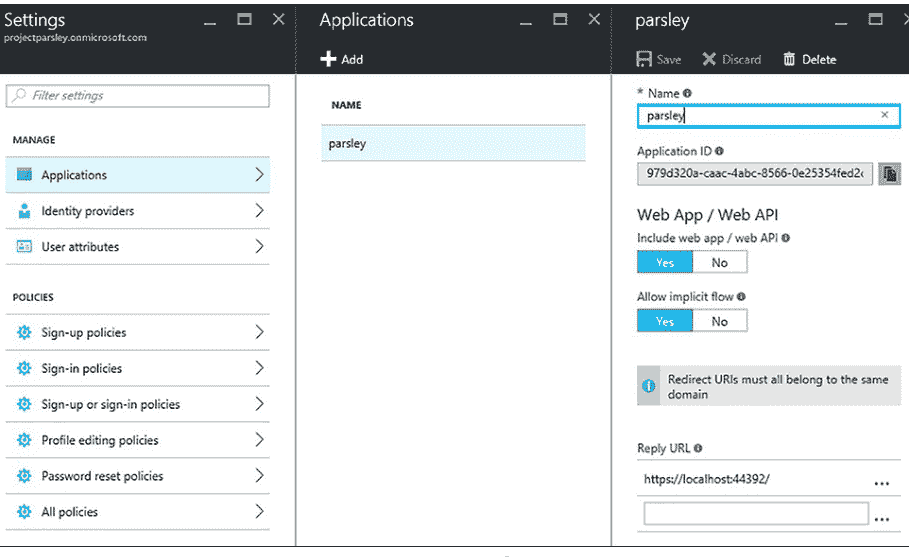 Settings
projectparsley.onmicrosoft.com
Filter settings
MANAGE
Applications
Identity providers
User attributes
POLICIES
Sign-up policies
Sign-in policies
Sign-up or sign-in policies
Profile editing policies
Password reset policies
All policies
Applications
Add
NAME
parsley
parsley
Save Discard Delete
* Name
parsley
Application ID
979d320a-caac-4abc-8566-0e25354fed2c
Web App / Web API
Include web app / web API
Yes No
Allow implicit flow
Yes No
Redirect URIs must all belong to the same
domain
Reply URL
https://localhost:44392/